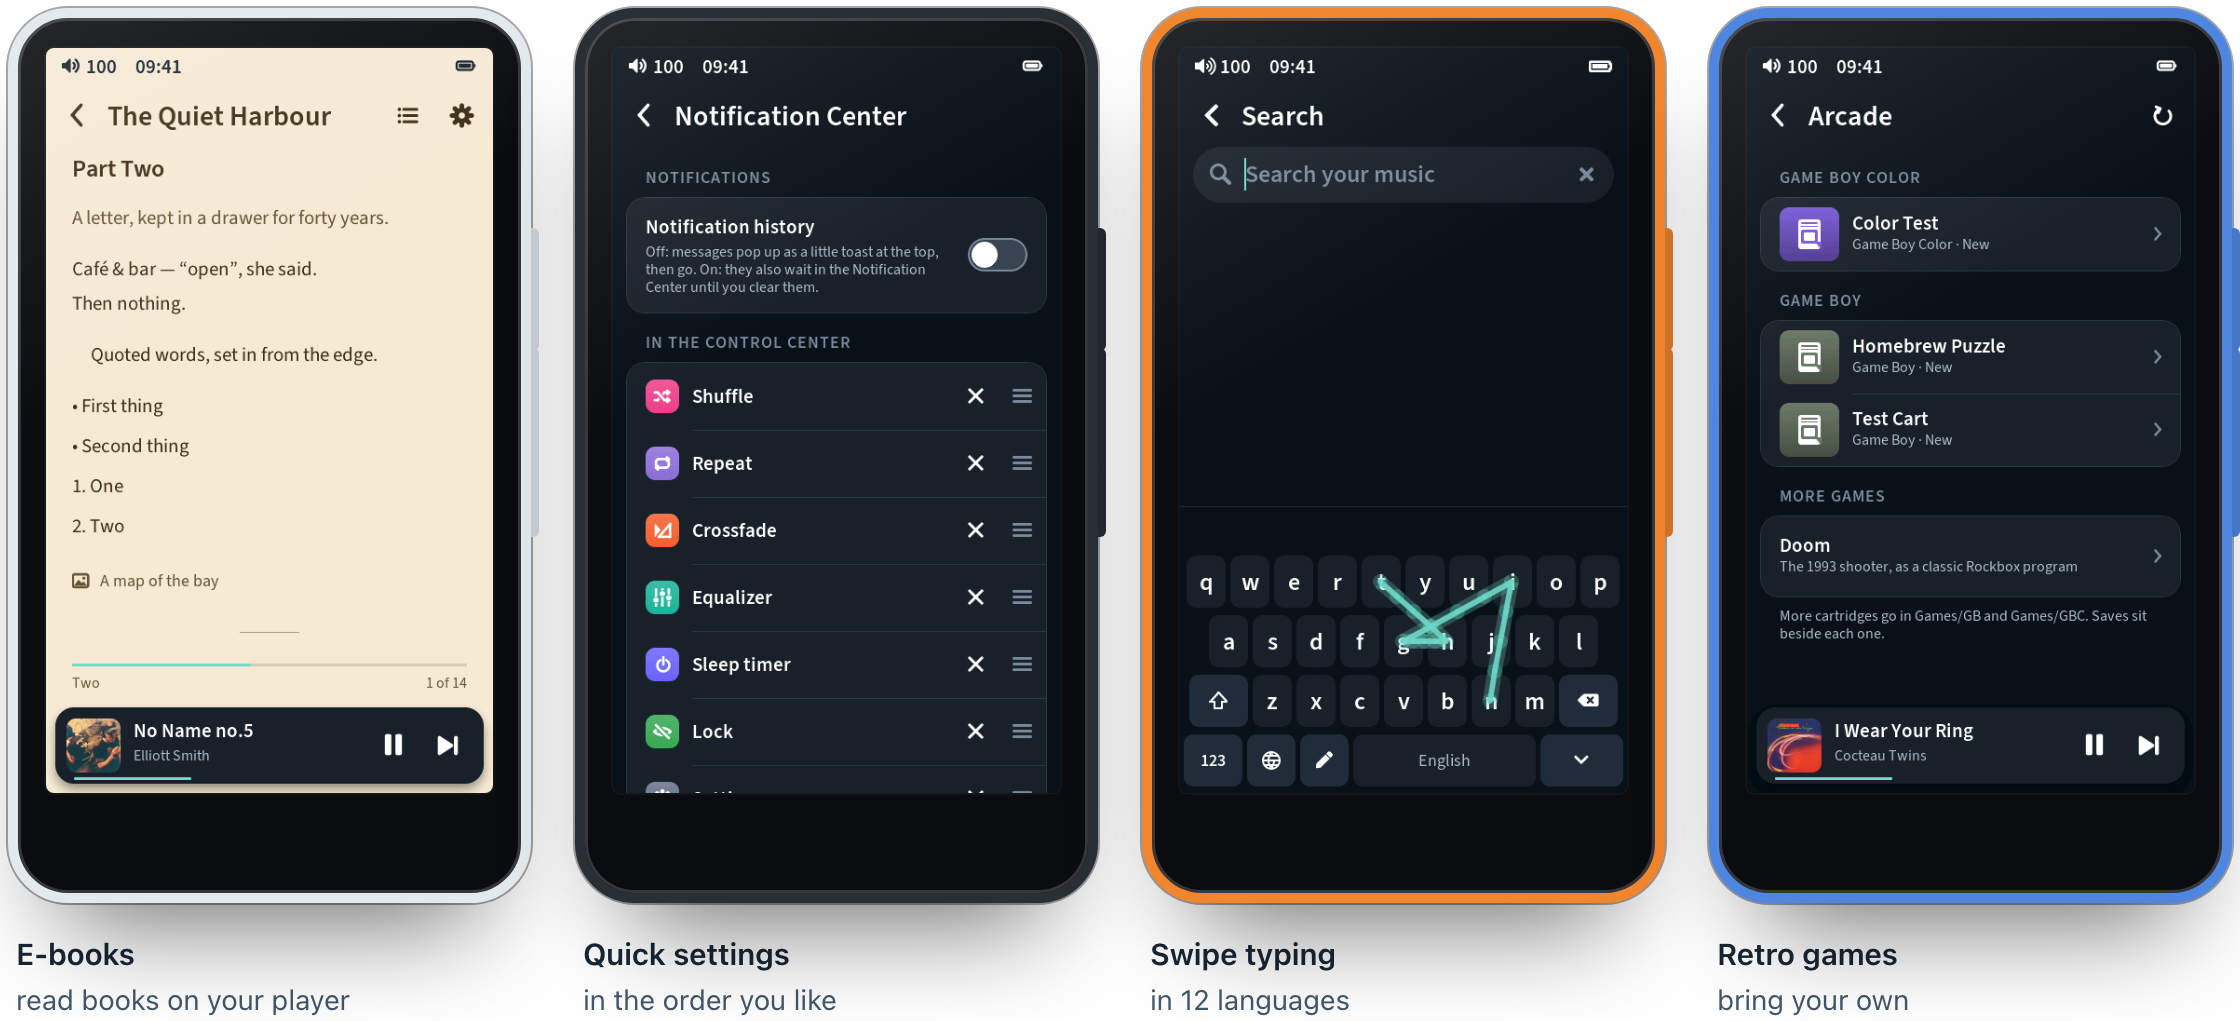 100 09:41
The Quiet Harbour
Part Two
A letter, kept in a drawer for forty years.
Café & bar — “open”, she said.
Then nothing.
Quoted words, set in from the edge.
• First thing
• Second thing
1. One
2. Two
A map of the bay
Two 1 of 14
No Name no.5
Elliott Smith
E-books
read books on your player
100 09:41
Notification Center
NOTIFICATIONS
Notification history
Off: messages pop up as a little toast at the top,
then go. On: they also wait in the Notification
Center until you clear them.
IN THE CONTROL CENTER
Shuffle
Repeat
Crossfade
Equalizer
Sleep timer
Lock
Quick settings
in the order you like
100 09:41
Search
Search your music
q w e r t y u i o p
a s d f g h j k l
z x c v b n m
123 English
Swipe typing
in 12 languages
100 09:41
Arcade
GAME BOY COLOR
Color Test
Game Boy Color · New
GAME BOY
Homebrew Puzzle
Game Boy · New
Test Cart
Game Boy · New
MORE GAMES
Doom
The 1993 shooter, as a classic Rockbox program
More cartridges go in Games/GB and Games/GBC. Saves sit
beside each one.
I Wear Your Ring
Cocteau Twins
Retro games
bring your own